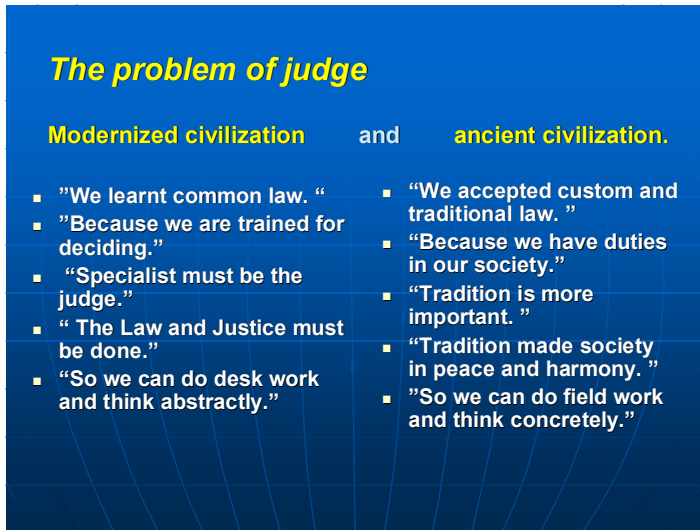 The problem of judge
Modernized civilization and ancient civilization.
”We learnt common law. “
”Because we are trained for
deciding.”
“Specialist must be the
judge.”
“ The Law and Justice must
be done.”
“So we can do desk work
and think abstractly.”
“We accepted custom and
traditional law. ”
“Because we have duties
in our society.”
“Tradition is more
important. ”
“Tradition made society
in peace and harmony. ”
”So we can do field work
and think concretely.”